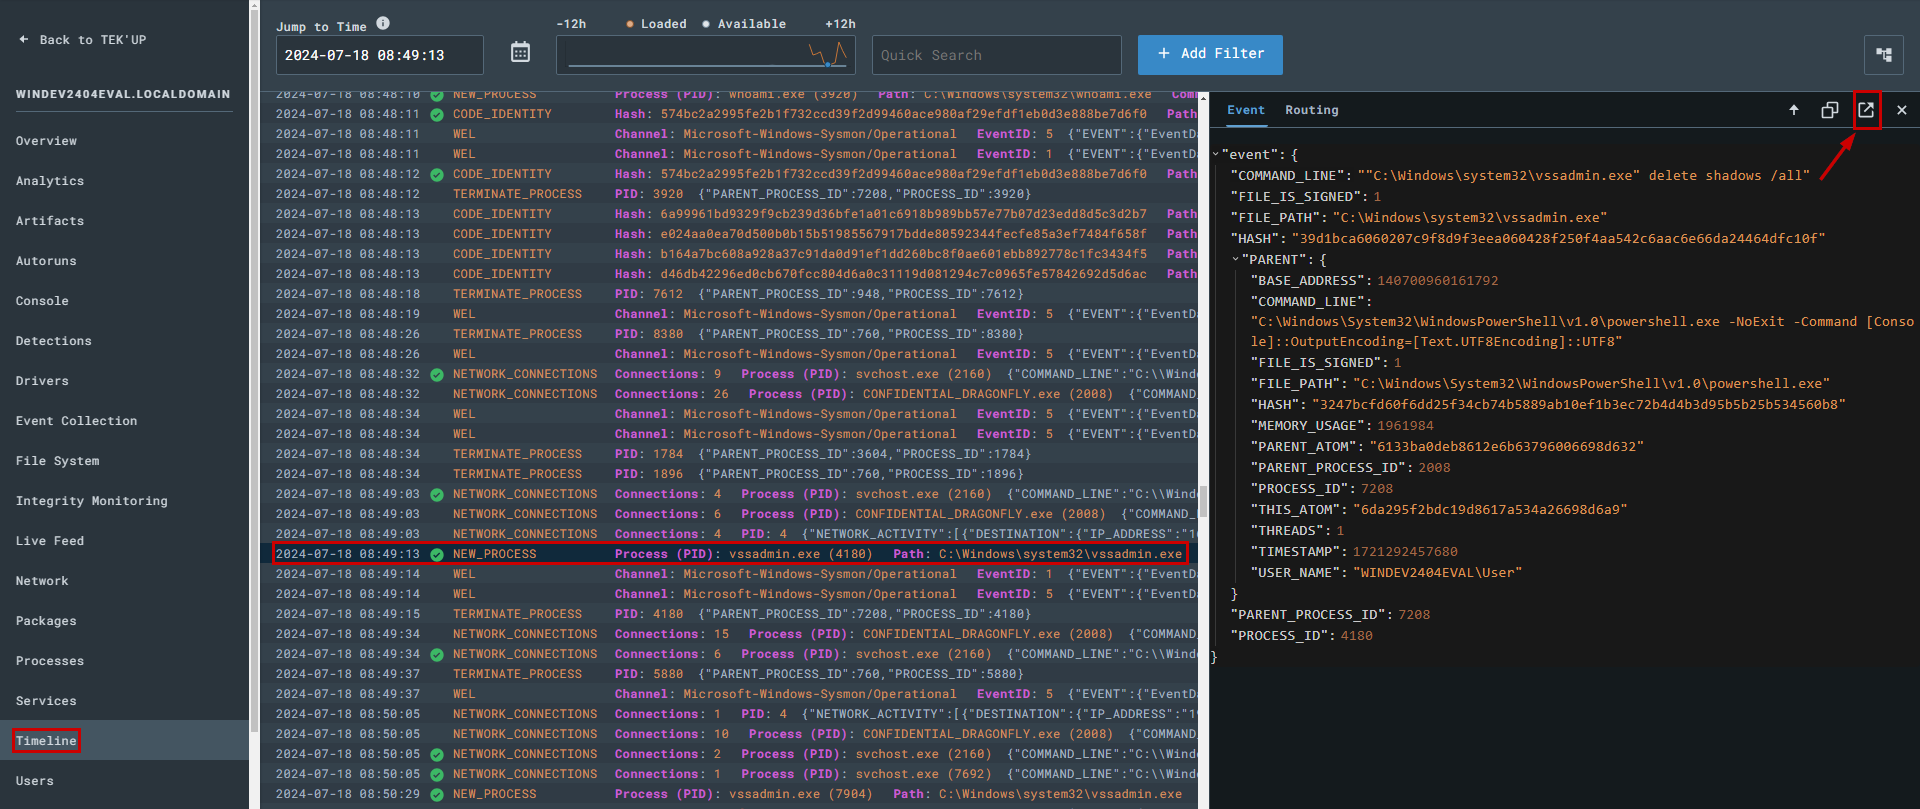 Back to TEK'UP
WINDEV2404EVAL.LOCALDOMAIN
Overview
Analytics
Artifacts
Autoruns
Console
Detections
Drivers
Event Collection
File System
Integrity Monitoring
Live Feed
Network
Packages
Processes
Services
Timeline
Users
Jump to Time
2024-07-18 08:49:13
-12h Loaded Available +12h
Quick Search
+ Add Filter
2024-07-18 08:48:10 NEW_PROCESS Process (PID): whoami.exe (3920) Path: C:\Windows\system32\whoami.exe Com
2024-07-18 08:48:11 CODE_IDENTITY Hash: 574bc2a2995fe2b1f732ccd39f2d99460ace980af29efdf1eb0d3e888be7d6f0 Path
2024-07-18 08:48:11 WEL Channel: Microsoft-Windows-Sysmon/Operational EventID: 5 {"EVENT":{"EventDa
2024-07-18 08:48:11 WEL Channel: Microsoft-Windows-Sysmon/Operational EventID: 1 {"EVENT":{"EventDa
2024-07-18 08:48:12 CODE_IDENTITY Hash: 574bc2a2995fe2b1f732ccd39f2d99460ace980af29efdf1eb0d3e888be7d6f0 Path
2024-07-18 08:48:12 TERMINATE_PROCESS PID: 3920 {"PARENT_PROCESS_ID":7208,"PROCESS_ID":3920}
2024-07-18 08:48:13 CODE_IDENTITY Hash: 6a99961bd9329f9cb239d36bfe1a01c6918b989bb57e77b07d23edd8d5c3d2b7 Path
2024-07-18 08:48:13 CODE_IDENTITY Hash: e024aa0ea70d500b0b15b51985567917bdde80592344fecfe85a3ef7484f658f Path
2024-07-18 08:48:13 CODE_IDENTITY Hash: b164a7bc608a928a37c91da0d91ef1dd260bc8f0ae601ebb892778c1fc3434f5 Path
2024-07-18 08:48:13 CODE_IDENTITY Hash: d46db42296ed0cb670fcc804d6a0c31119d081294c7c0965fe57842692d5d6ac Path
2024-07-18 08:48:18 TERMINATE_PROCESS PID: 7612 {"PARENT_PROCESS_ID":948,"PROCESS_ID":7612}
2024-07-18 08:48:19 WEL Channel: Microsoft-Windows-Sysmon/Operational EventID: 5 {"EVENT":{"EventDa
2024-07-18 08:48:26 TERMINATE_PROCESS PID: 8380 {"PARENT_PROCESS_ID":760,"PROCESS_ID":8380}
2024-07-18 08:48:26 WEL Channel: Microsoft-Windows-Sysmon/Operational EventID: 5 {"EVENT":{"EventDa
2024-07-18 08:48:32 NETWORK_CONNECTIONS Connections: 9 Process (PID): svchost.exe (2160) {"COMMAND_LINE":"C:\\Wind
2024-07-18 08:48:32 NETWORK_CONNECTIONS Connections: 26 Process (PID): CONFIDENTIAL_DRAGONFLY.exe (2008) {"COMMA
2024-07-18 08:48:34 WEL Channel: Microsoft-Windows-Sysmon/Operational EventID: 5 {"EVENT":{"EventDa
2024-07-18 08:48:34 WEL Channel: Microsoft-Windows-Sysmon/Operational EventID: 5 {"EVENT":{"EventDa
2024-07-18 08:48:34 TERMINATE_PROCESS PID: 1784 {"PARENT_PROCESS_ID":3604,"PROCESS_ID":1784}
2024-07-18 08:48:34 TERMINATE_PROCESS PID: 1896 {"PARENT_PROCESS_ID":760,"PROCESS_ID":1896}
2024-07-18 08:49:03 NETWORK_CONNECTIONS Connections: 4 Process (PID): svchost.exe (2160) {"COMMAND_LINE":"C:\\Wind
2024-07-18 08:49:03 NETWORK_CONNECTIONS Connections: 6 Process (PID): CONFIDENTIAL_DRAGONFLY.exe (2008) {"COMMAN
2024-07-18 08:49:03 NETWORK_CONNECTIONS Connections: 4 PID: 4 {"NETWORK_ACTIVITY":[{"DESTINATION":{"IP_ADDRESS":"1
2024-07-18 08:49:13 NEW_PROCESS Process (PID): vssadmin.exe (4180) Path: C:\Windows\system32\vssadmin.exe
2024-07-18 08:49:14 WEL Channel: Microsoft-Windows-Sysmon/Operational EventID: 1 {"EVENT":{"EventDa
2024-07-18 08:49:14 WEL Channel: Microsoft-Windows-Sysmon/Operational EventID: 5 {"EVENT":{"EventDa
2024-07-18 08:49:15 TERMINATE_PROCESS PID: 4180 {"PARENT_PROCESS_ID":7208,"PROCESS_ID":4180}
2024-07-18 08:49:34 NETWORK_CONNECTIONS Connections: 15 Process (PID): CONFIDENTIAL_DRAGONFLY.exe (2008) {"COMMA
2024-07-18 08:49:34 NETWORK_CONNECTIONS Connections: 6 Process (PID): svchost.exe (2160) {"COMMAND_LINE":"C:\\Wind
2024-07-18 08:49:37 TERMINATE_PROCESS PID: 5880 {"PARENT_PROCESS_ID":760,"PROCESS_ID":5880}
2024-07-18 08:49:37 WEL Channel: Microsoft-Windows-Sysmon/Operational EventID: 5 {"EVENT":{"EventDa
2024-07-18 08:50:05 NETWORK_CONNECTIONS Connections: 1 PID: 4 {"NETWORK_ACTIVITY":[{"DESTINATION":{"IP_ADDRESS":"1
2024-07-18 08:50:05 NETWORK_CONNECTIONS Connections: 10 Process (PID): CONFIDENTIAL_DRAGONFLY.exe (2008) {"COMMA
2024-07-18 08:50:05 NETWORK_CONNECTIONS Connections: 2 Process (PID): svchost.exe (2160) {"COMMAND_LINE":"C:\\Wind
2024-07-18 08:50:05 NETWORK_CONNECTIONS Connections: 1 Process (PID): svchost.exe (7692) {"COMMAND_LINE":"C:\\Wind
2024-07-18 08:50:29 NEW_PROCESS Process (PID): vssadmin.exe (7904) Path: C:\Windows\system32\vssadmin.exe
Event Routing
"event": {
"COMMAND_LINE": ""C:\Windows\system32\vssadmin.exe" delete shadows /all"
"FILE_IS_SIGNED": 1
"FILE_PATH": "C:\Windows\system32\vssadmin.exe"
"HASH": "39d1bca6060207c9f8d9f3eea060428f250f4aa542c6aac6e66da24464dfc10f"
"PARENT": {
"BASE_ADDRESS": 140700960161792
"COMMAND_LINE":
"C:\Windows\System32\WindowsPowerShell\v1.0\powershell.exe -NoExit -Command [Conso
le]::OutputEncoding=[Text.UTF8Encoding]::UTF8"
"FILE_IS_SIGNED": 1
"FILE_PATH": "C:\Windows\System32\WindowsPowerShell\v1.0\powershell.exe"
"HASH": "3247bcfd60f6dd25f34cb74b5889ab10ef1b3ec72b4d4b3d95b5b25b534560b8"
"MEMORY_USAGE": 1961984
"PARENT_ATOM": "6133ba0deb8612e6b63796006698d632"
"PARENT_PROCESS_ID": 2008
"PROCESS_ID": 7208
"THIS_ATOM": "6da295f2bdc19d8617a534a26698d6a9"
"THREADS": 1
"TIMESTAMP": 1721292457680
"USER_NAME": "WINDEV2404EVAL\User"
}
"PARENT_PROCESS_ID": 7208
"PROCESS_ID": 4180
}